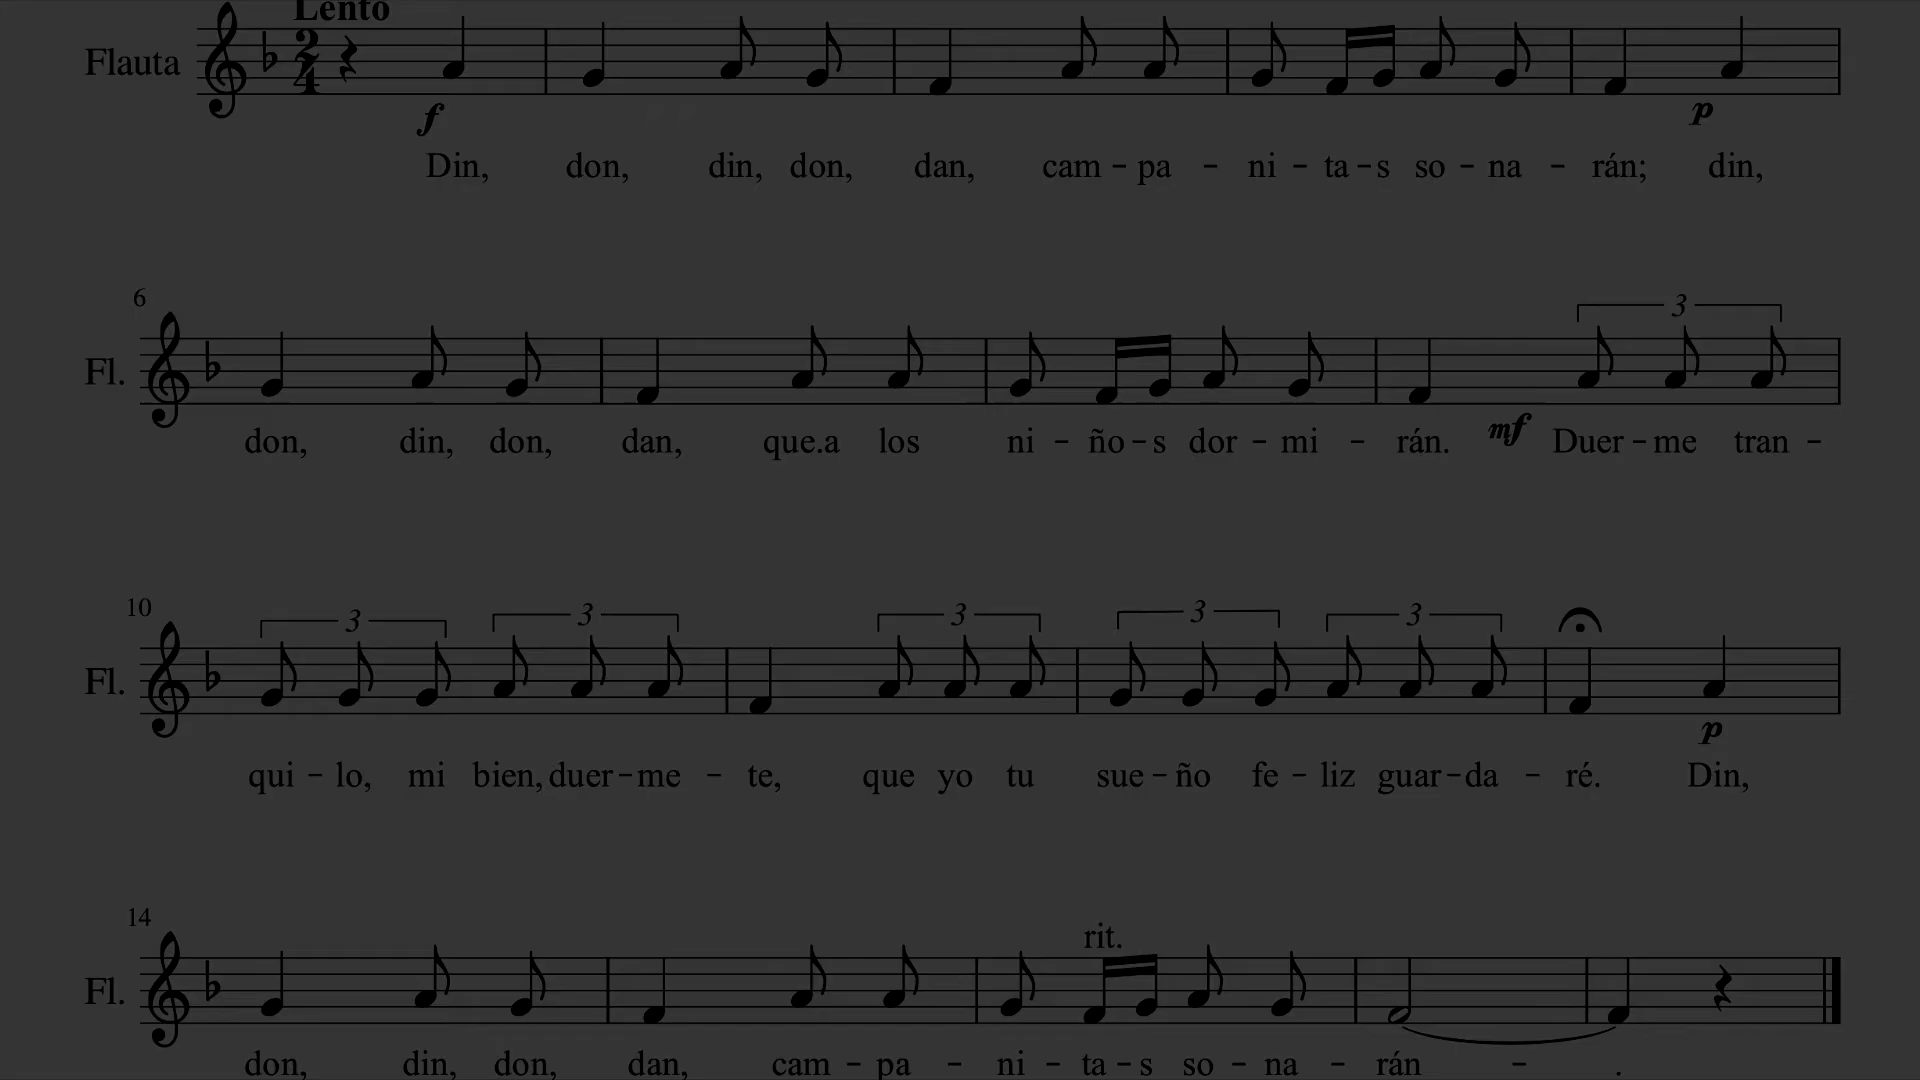 Lento
Flauta
f p
Din, don, din, don, dan, cam - pa - ni - ta - s so - na - rán; din,
6
3
Fl.
mf
don, din, don, dan, que.a los ni - ño - s dor - mi - rán. Duer - me tran -
10
3 3 3 3 3
Fl.
p
qui - lo, mi bien, duer - me - te, que yo tu sue - ño fe - liz guar - da - ré. Din,
14
rit.
Fl.
don, din, don, dan, cam - pa - ni - ta - s so - na - rán - .